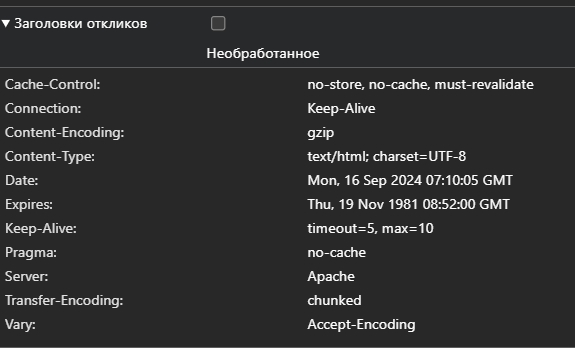 ▼ Заголовки откликов
Необработанное
Cache-Control: no-store, no-cache, must-revalidate
Connection: Keep-Alive
Content-Encoding: gzip
Content-Type: text/html; charset=UTF-8
Date: Mon, 16 Sep 2024 07:10:05 GMT
Expires: Thu, 19 Nov 1981 08:52:00 GMT
Keep-Alive: timeout=5, max=10
Pragma: no-cache
Server: Apache
Transfer-Encoding: chunked
Vary: Accept-Encoding